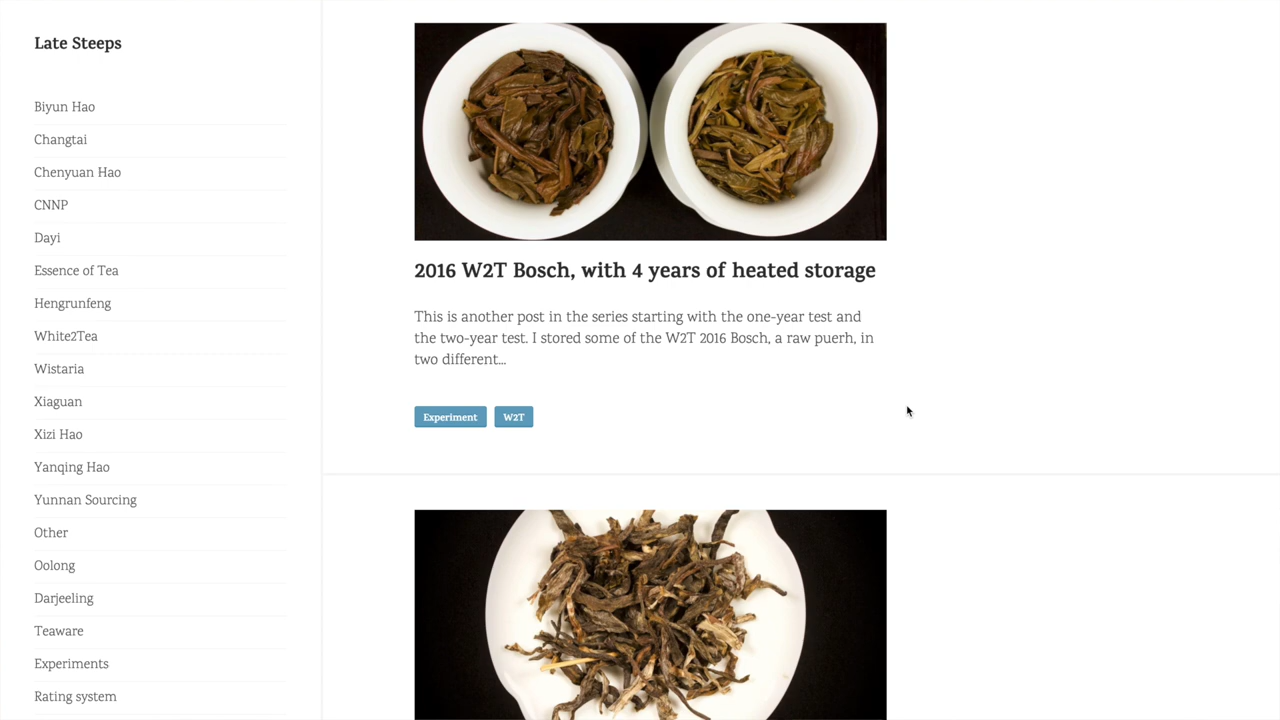 Late Steeps
Biyun Hao
Changtai
Chenyuan Hao
CNNP
Dayi
Essence of Tea
Hengrunfeng
White2Tea
Wistaria
Xiaguan
Xizi Hao
Yanqing Hao
Yunnan Sourcing
Other
Oolong
Darjeeling
Teaware
Experiments
Rating system
2016 W2T Bosch, with 4 years of heated storage
This is another post in the series starting with the one-year test and
the two-year test. I stored some of the W2T 2016 Bosch, a raw puerh, in
two different...
Experiment W2T